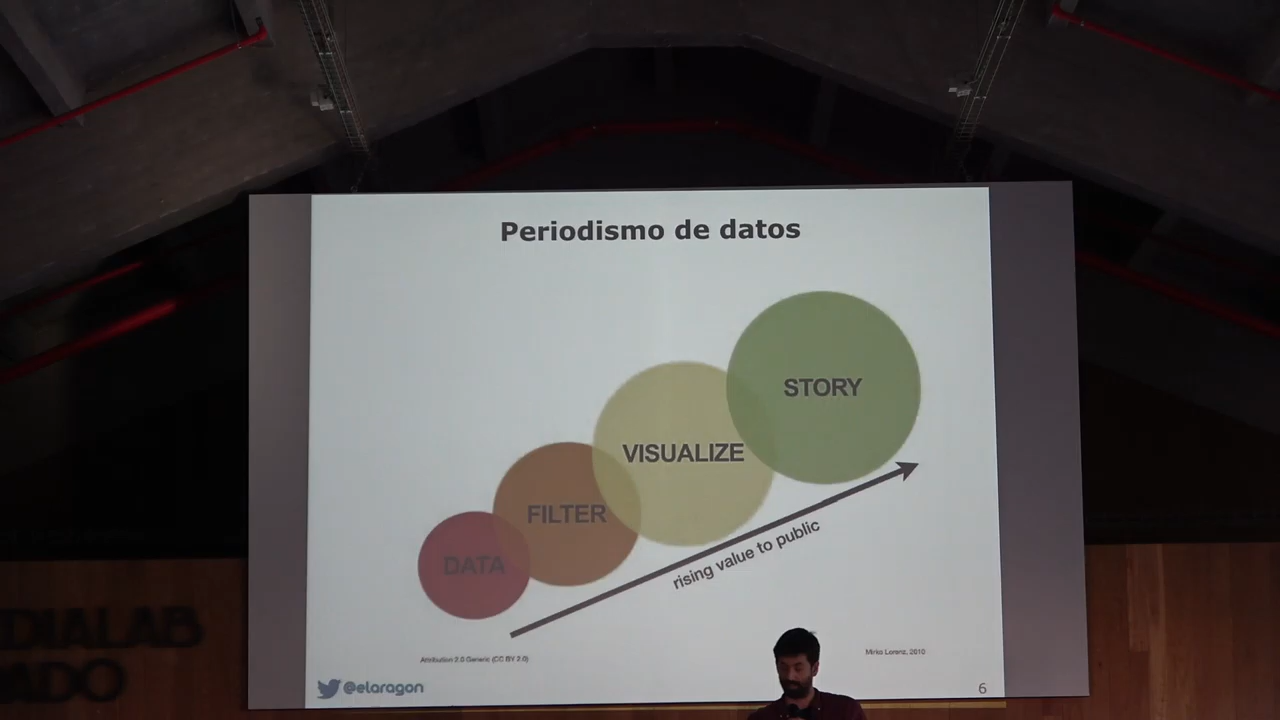 Periodismo de datos
STORY
VISUALIZE
FILTER
DATA
rising value to public
Attribution 2.0 Generic (CC BY 2.0)
Mirko Lorenz, 2010
@elaragon
6
DIALAB
ADO